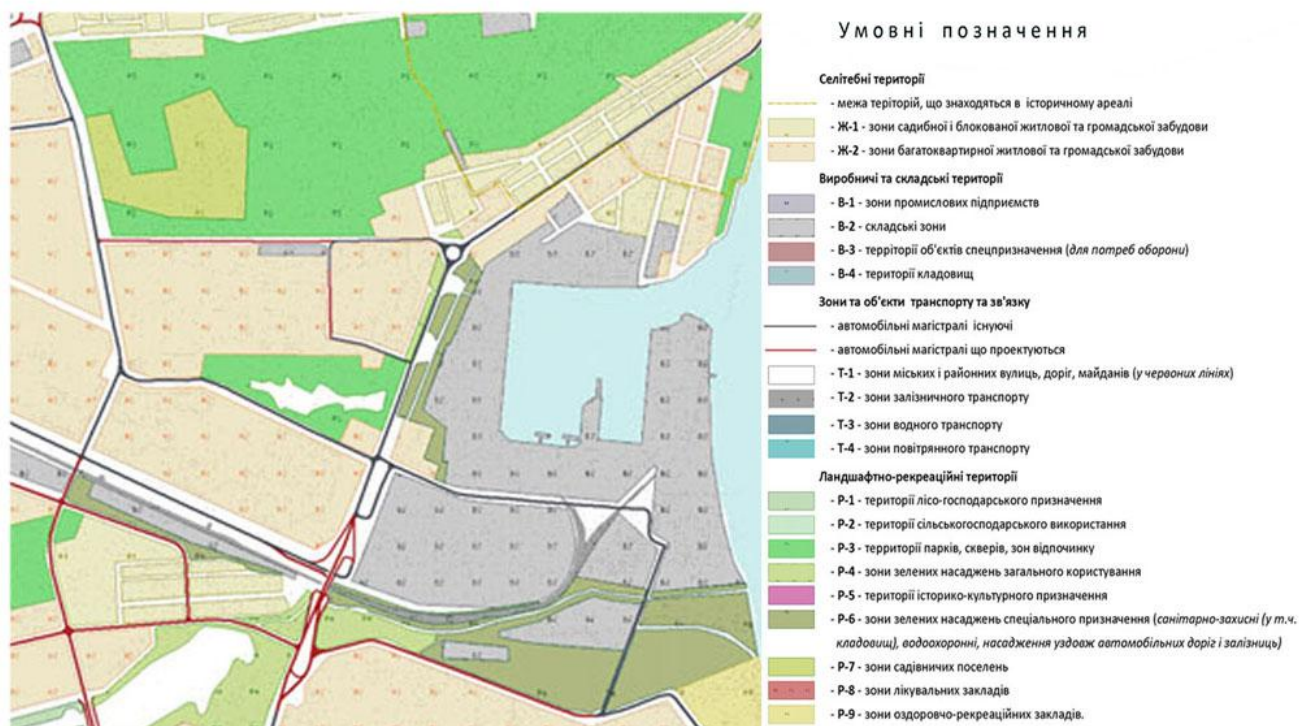 Умовні позначення
Селітебні території
- межа теріторій, що знаходяться в історичному ареалі
- Ж-1 - зони садибної і блокованої житлової та громадської забудови
- Ж-2 - зони багатоквартирної житлової та громадської забудови
Виробничі та складські території
- В-1 - зони промислових підприємств
- В-2 - складські зони
- В-3 - терріторії об'єктів спецпризначення (для потреб оборони)
- В-4 - території кладовищ
Зони та об'єкти транспорту та зв'язку
- автомобільні магістралі існуючі
- автомобільні магістралі що проектуються
- Т-1 - зони міських і районних вулиць, доріг, майданів (у червоних лініях)
- Т-2 - зони залізничного транспорту
- Т-3 - зони водного транспорту
- Т-4 - зони повітрянного транспорту
Ландшафтно-рекреаційні території
- Р-1 - території лісо-господарського призначення
- Р-2 - території сільськогосподарського використання
- Р-3 - территорії парків, скверів, зон відпочинку
- Р-4 - зони зелених насаджень загального користування
- Р-5 - території історико-культурного призначення
- Р-6 - зони зелених насаджень спеціального призначення (санітарно-захисні (у т.ч.
кладовищ), водоохоронні, насадження уздовж автомобільних доріг і залізниць)
- Р-7 - зони садівничих поселень
- Р-8 - зони лікувальних закладів
- Р-9 - зони оздоровчо-рекреаційних закладів.